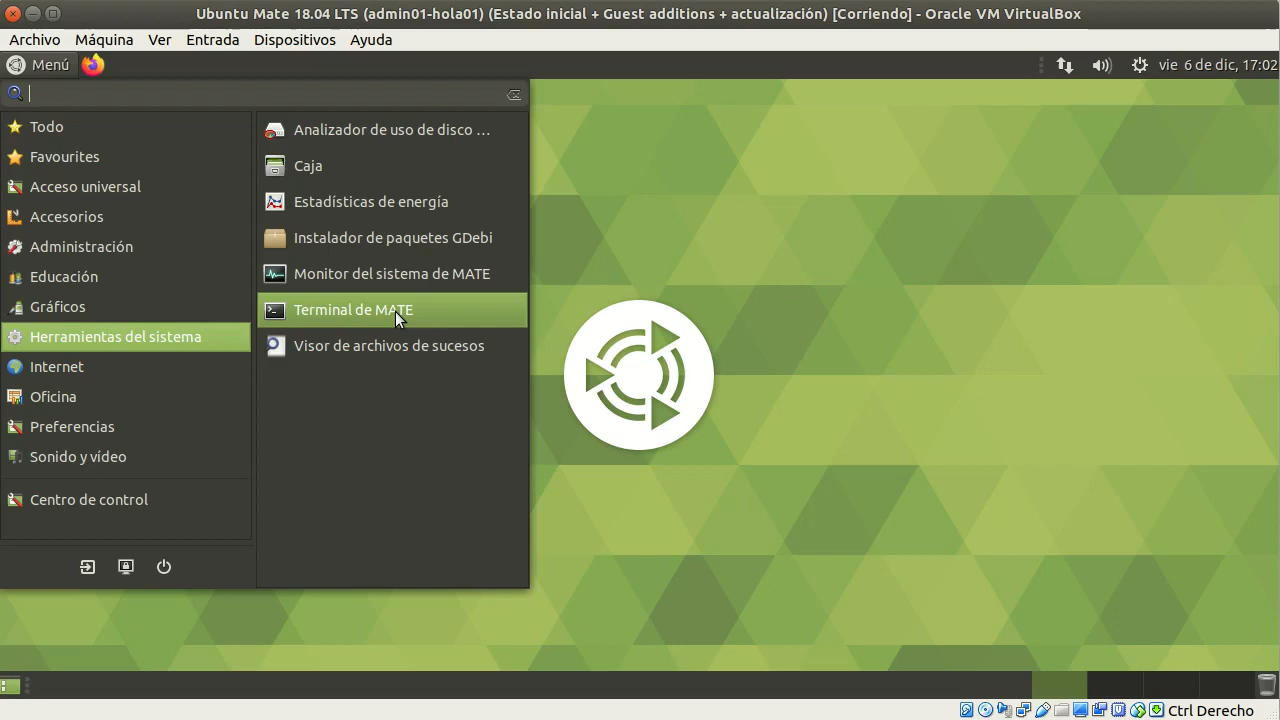 Ubuntu Mate 18.04 LTS (admin01-hola01) (Estado inicial + Guest additions + actualización) [Corriendo] - Oracle VM VirtualBox
Archivo Máquina Ver Entrada Dispositivos Ayuda
Menú vie 6 de dic, 17:02
Todo
Favourites
Acceso universal
Accesorios
Administración
Educación
Gráficos
Herramientas del sistema
Internet
Oficina
Preferencias
Sonido y vídeo
Centro de control
Analizador de uso de disco ...
Caja
Estadísticas de energía
Instalador de paquetes GDebi
Monitor del sistema de MATE
Terminal de MATE
Visor de archivos de sucesos
Ctrl Derecho